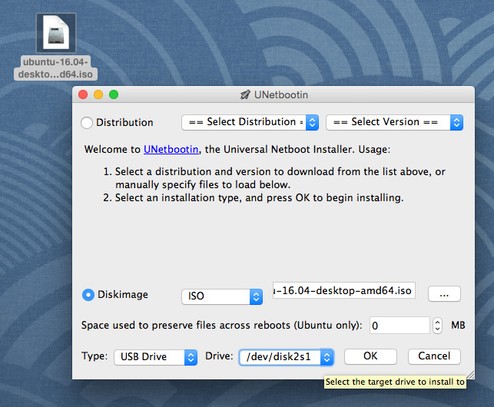 ubuntu-16.04-
deskto...d64.iso
UNetbootin
Distribution
== Select Distribution =
== Select Version ==
Welcome to UNetbootin, the Universal Netboot Installer. Usage:
1. Select a distribution and version to download from the list above, or
manually specify files to load below.
2. Select an installation type, and press OK to begin installing.
Diskimage
ISO
u-16.04-desktop-amd64.iso
...
Space used to preserve files across reboots (Ubuntu only):
0
MB
Type:
USB Drive
Drive:
/dev/disk2s1
OK
Cancel
Select the target drive to install to